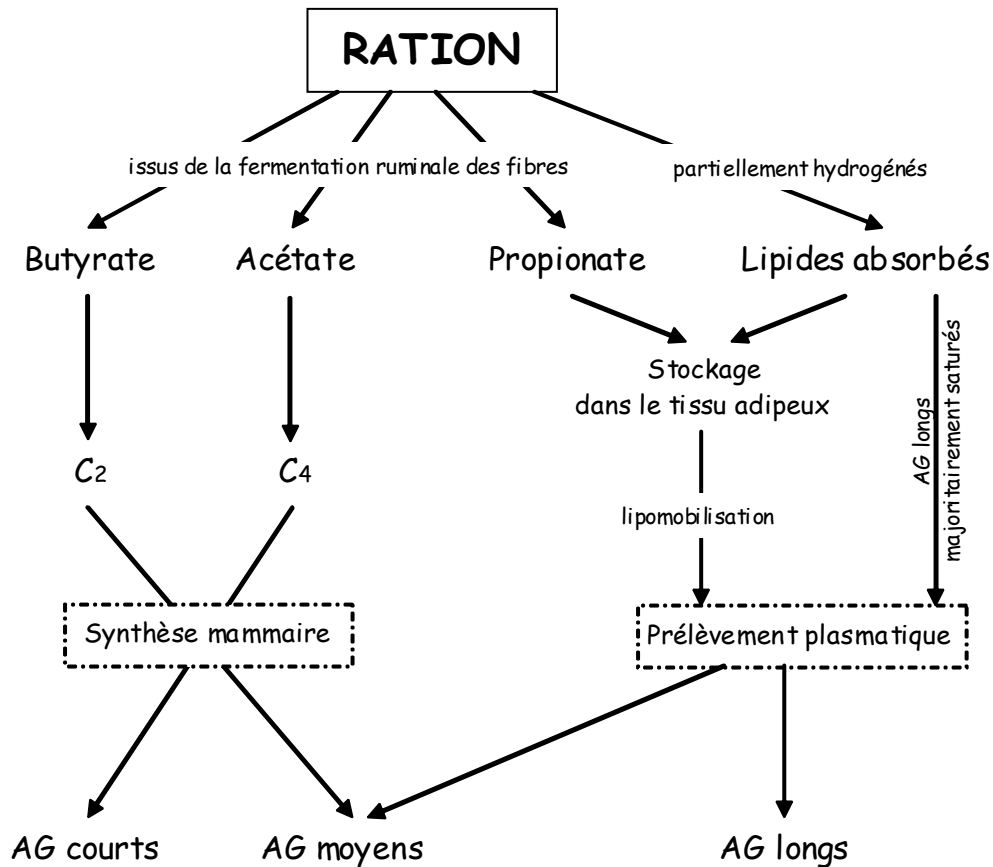 RATION
issus de la fermentation ruminale des fibres
partiellement hydrogénés
Butyrate
Acétate
Propionate
Lipides absorbés
Stockage
dans le tissu adipeux
AG longs
majoritairement saturés
C2
C4
lipomobilisation
Synthèse mammaire
Prélèvement plasmatique
AG courts
AG moyens
AG longs